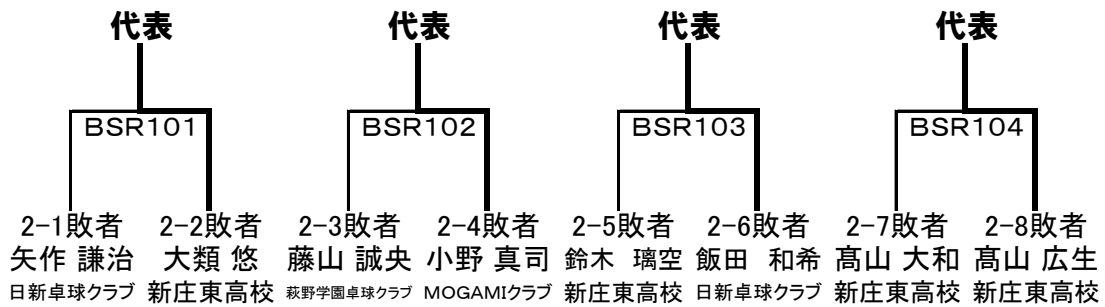 代表 代表 代表 代表
BSR101 BSR102 BSR103 BSR104
2-1敗者 2-2敗者 2-3敗者 2-4敗者 2-5敗者 2-6敗者 2-7敗者 2-8敗者
矢作 謙治 大類 悠 藤山 誠央 小野 真司 鈴木 璃空 飯田 和希 髙山 大和 髙山 広生
日新卓球クラブ 新庄東高校 萩野学園卓球クラブ MOGAMIクラブ 新庄東高校 日新卓球クラブ 新庄東高校 新庄東高校